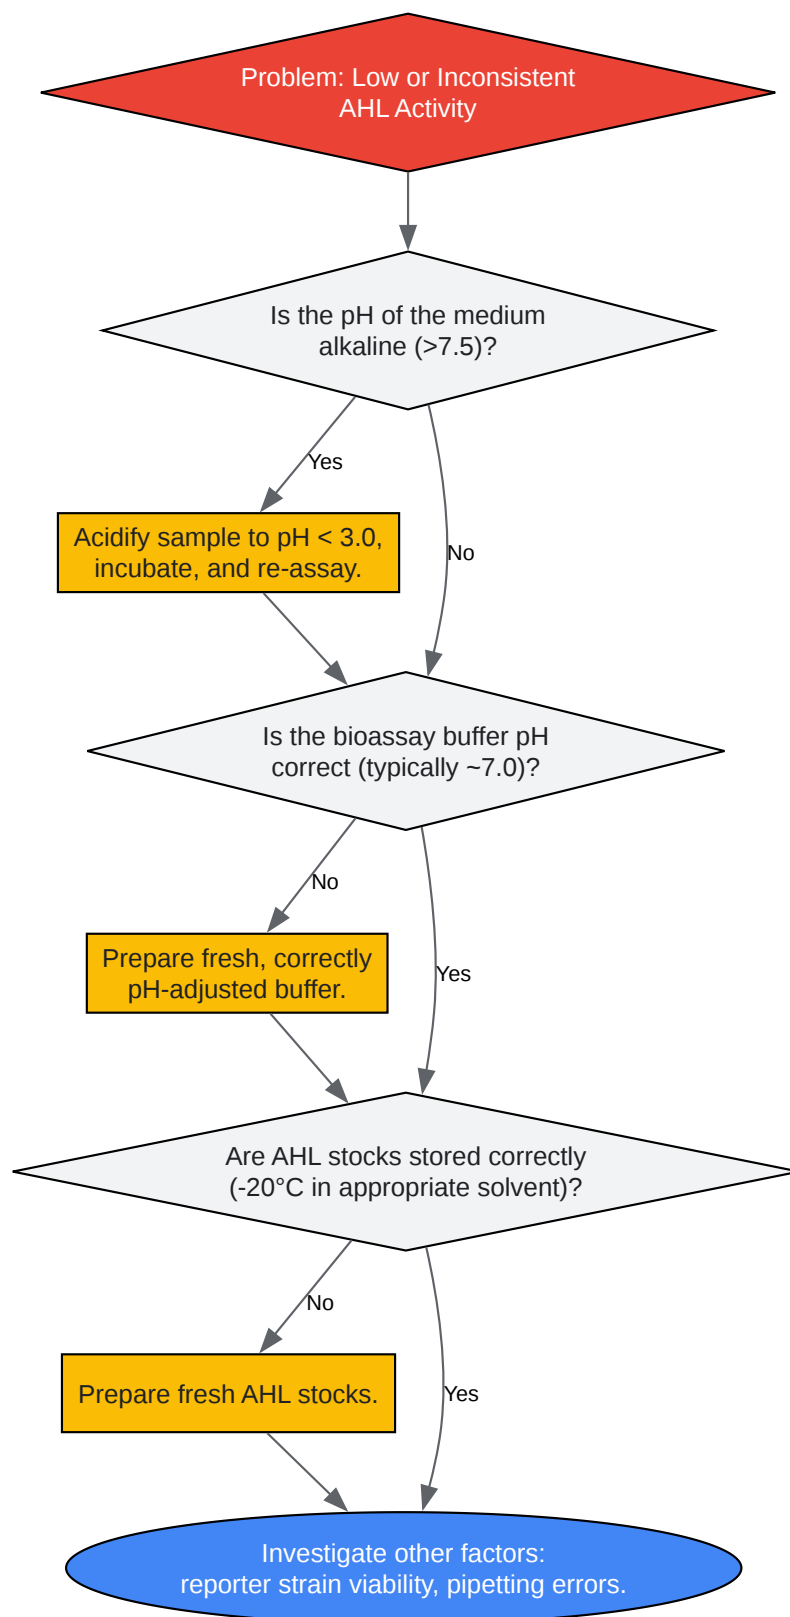 Problem: Low or Inconsistent
AHL Activity
Is the pH of the medium
alkaline (>7.5)?
Yes
Acidify sample to pH < 3.0,
incubate, and re-assay.
No
Is the bioassay buffer pH
correct (typically ~7.0)?
No
Prepare fresh, correctly
pH-adjusted buffer.
Yes
Are AHL stocks stored correctly
(-20°C in appropriate solvent)?
No
Prepare fresh AHL stocks.
Yes
Investigate other factors:
reporter strain viability, pipetting errors.